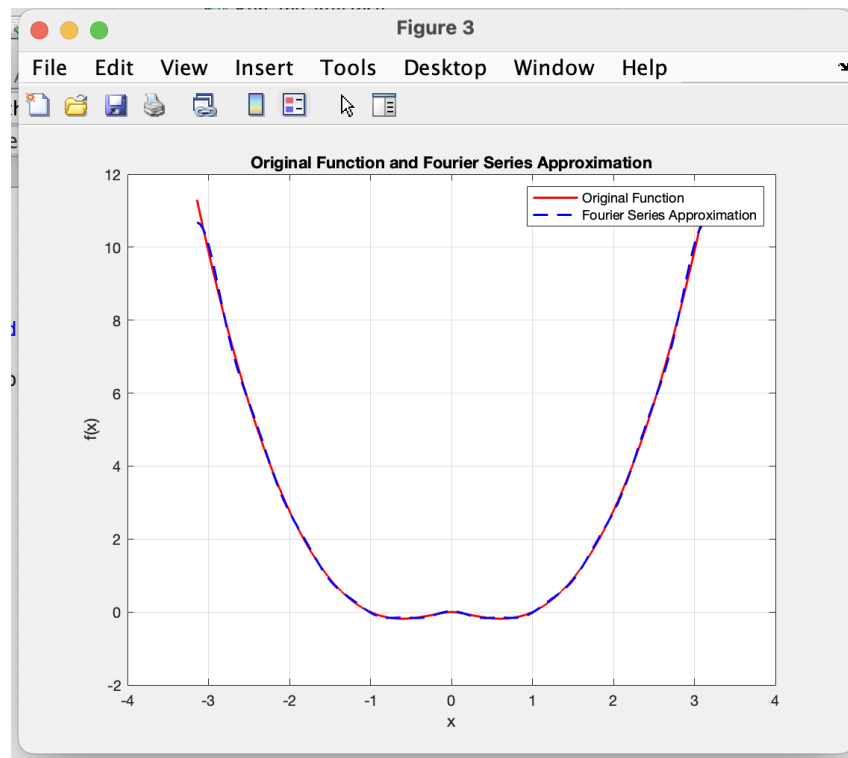 Figure 3
File Edit View Insert Tools Desktop Window Help
Original Function and Fourier Series Approximation
Original Function
Fourier Series Approximation
12
10
8
6
4
2
0
-2
f(x)
-4 -3 -2 -1 0 1 2 3 4
x